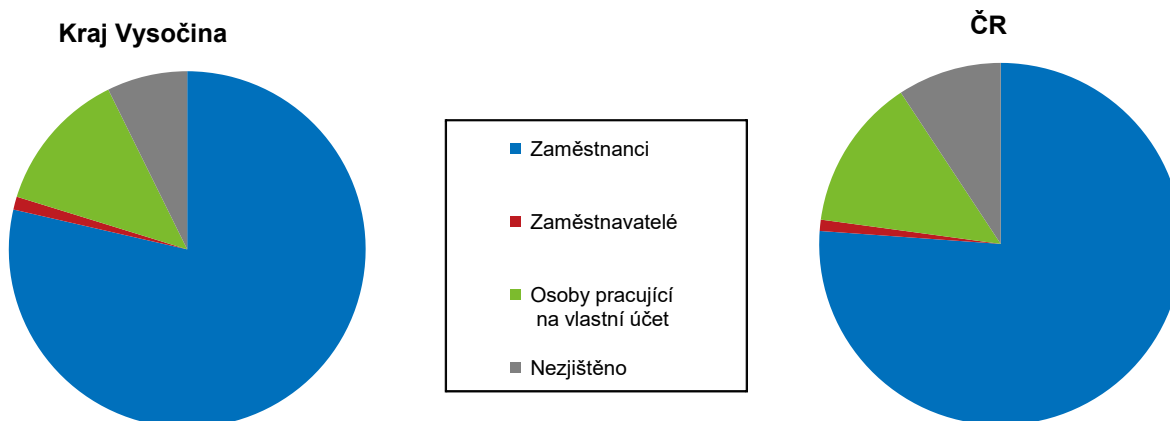 Kraj Vysočina
ČR
Zaměstnanci
Zaměstnavatelé
Osoby pracující
na vlastní účet
Nezjištěno